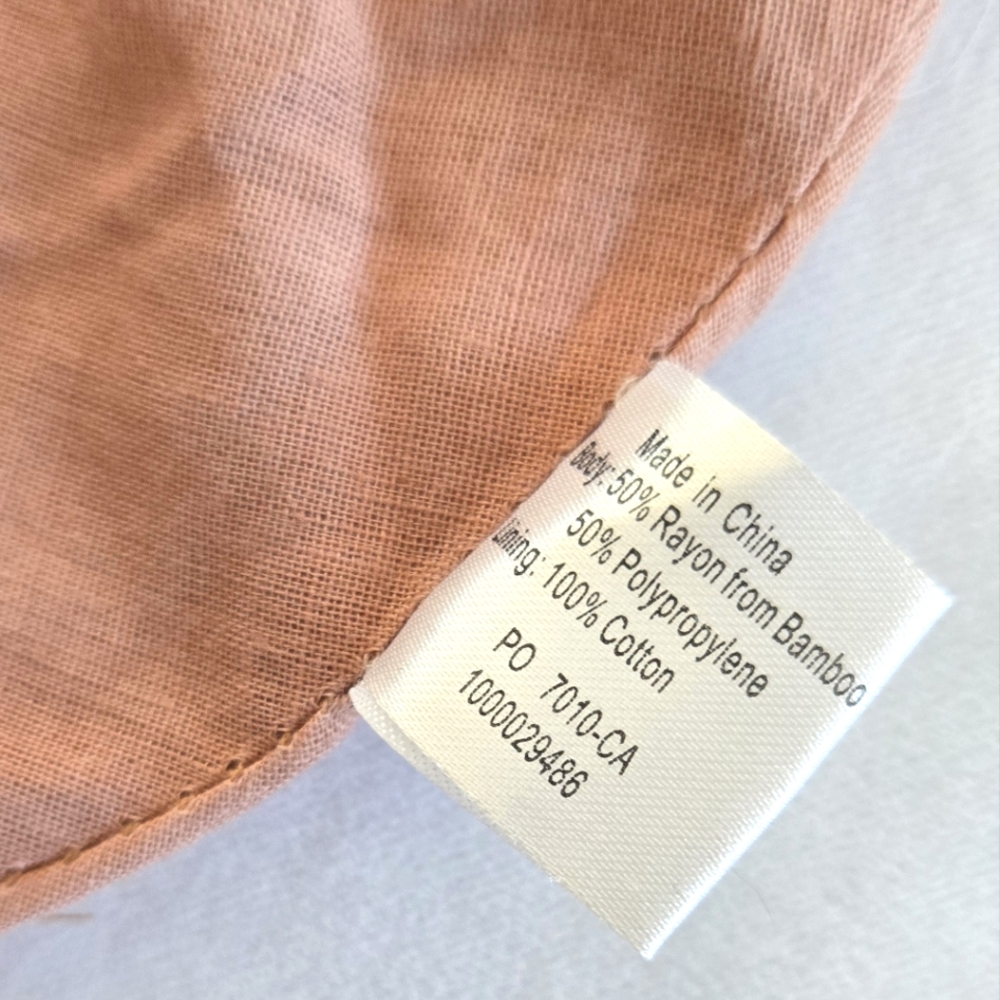 Made in China
Body: 50% Rayon from Bamboo
50% Polypropylene
Lining: 100% Cotton
PO 7010-CA
1000029486